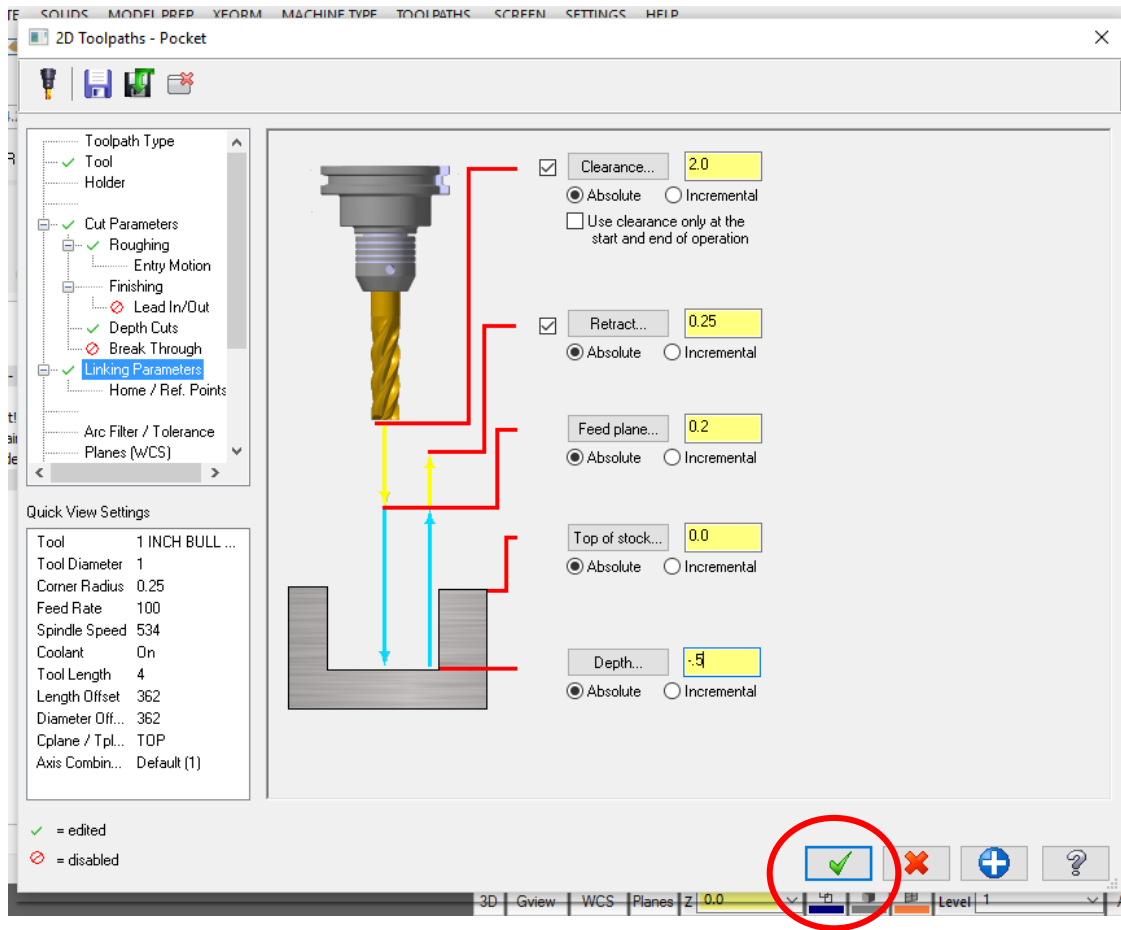 SOLIDS MODEL PREP XFORM MACHINE TYPE TOOLPATHS SCREEN SETTINGS HELP
2D Toolpaths - Pocket
Toolpath Type
Tool
Holder
Cut Parameters
Roughing
Entry Motion
Finishing
Lead In/Out
Depth Cuts
Break Through
Linking Parameters
Home / Ref. Points
Arc Filter / Tolerance
Planes (WCS)
Quick View Settings
Tool 1 INCH BULL ...
Tool Diameter 1
Corner Radius 0.25
Feed Rate 100
Spindle Speed 534
Coolant On
Tool Length 4
Length Offset 362
Diameter Off... 362
Cplane / Tpl... TOP
Axis Combin... Default (1)
= edited
= disabled
Clearance... 2.0
Absolute Incremental
Use clearance only at the
start and end of operation
Retract... 0.25
Absolute Incremental
Feed plane... 0.2
Absolute Incremental
Top of stock... 0.0
Absolute Incremental
Depth... -.5
Absolute Incremental
3D Gview WCS Planes Z 0.0 Level 1